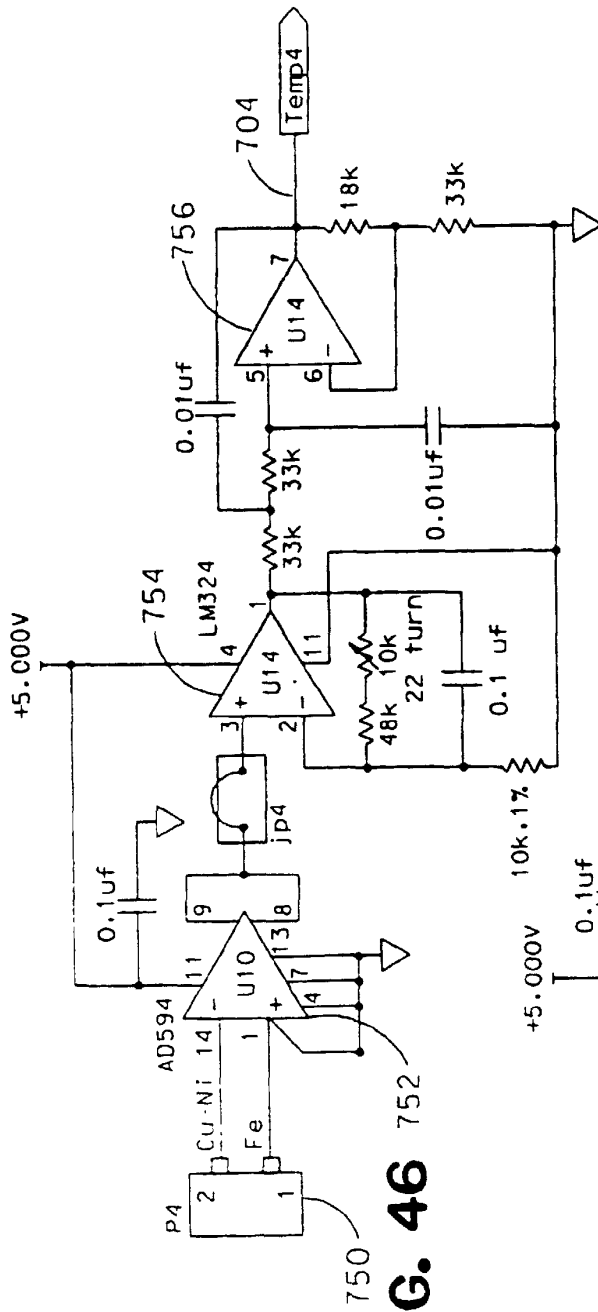 +5.000V
0.1uf
AD594
P4
2
1
Cu-Ni
Fe
14
1
11
-
+
U10
4
7
13
9
8
jp4
750
752
754
LM324
3
2
+
-
U14
4
11
1
48k
10k
22 turn
0.1 uf
10k.1%
33k
33k
0.01uf
0.01uf
756
5
6
+
-
U14
7
704
Temp4
18k
33k
G. 46
+5.000V
0.1uf